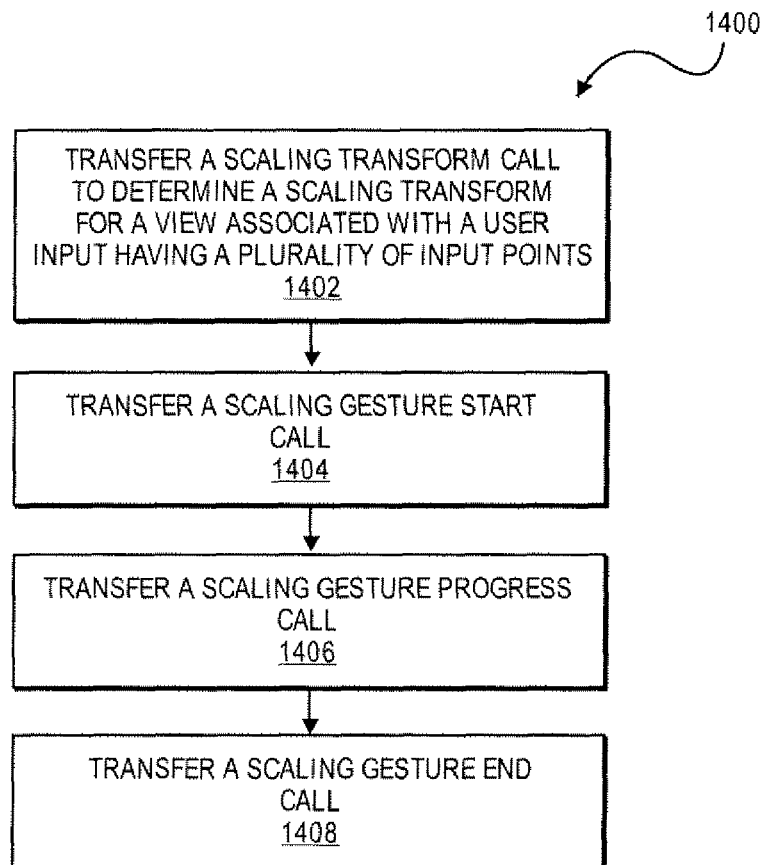 1400
TRANSFER A SCALING TRANSFORM CALL
TO DETERMINE A SCALING TRANSFORM
FOR A VIEW ASSOCIATED WITH A USER
INPUT HAVING A PLURALITY OF INPUT POINTS
1402
TRANSFER A SCALING GESTURE START
CALL
1404
TRANSFER A SCALING GESTURE PROGRESS
CALL
1406
TRANSFER A SCALING GESTURE END
CALL
1408